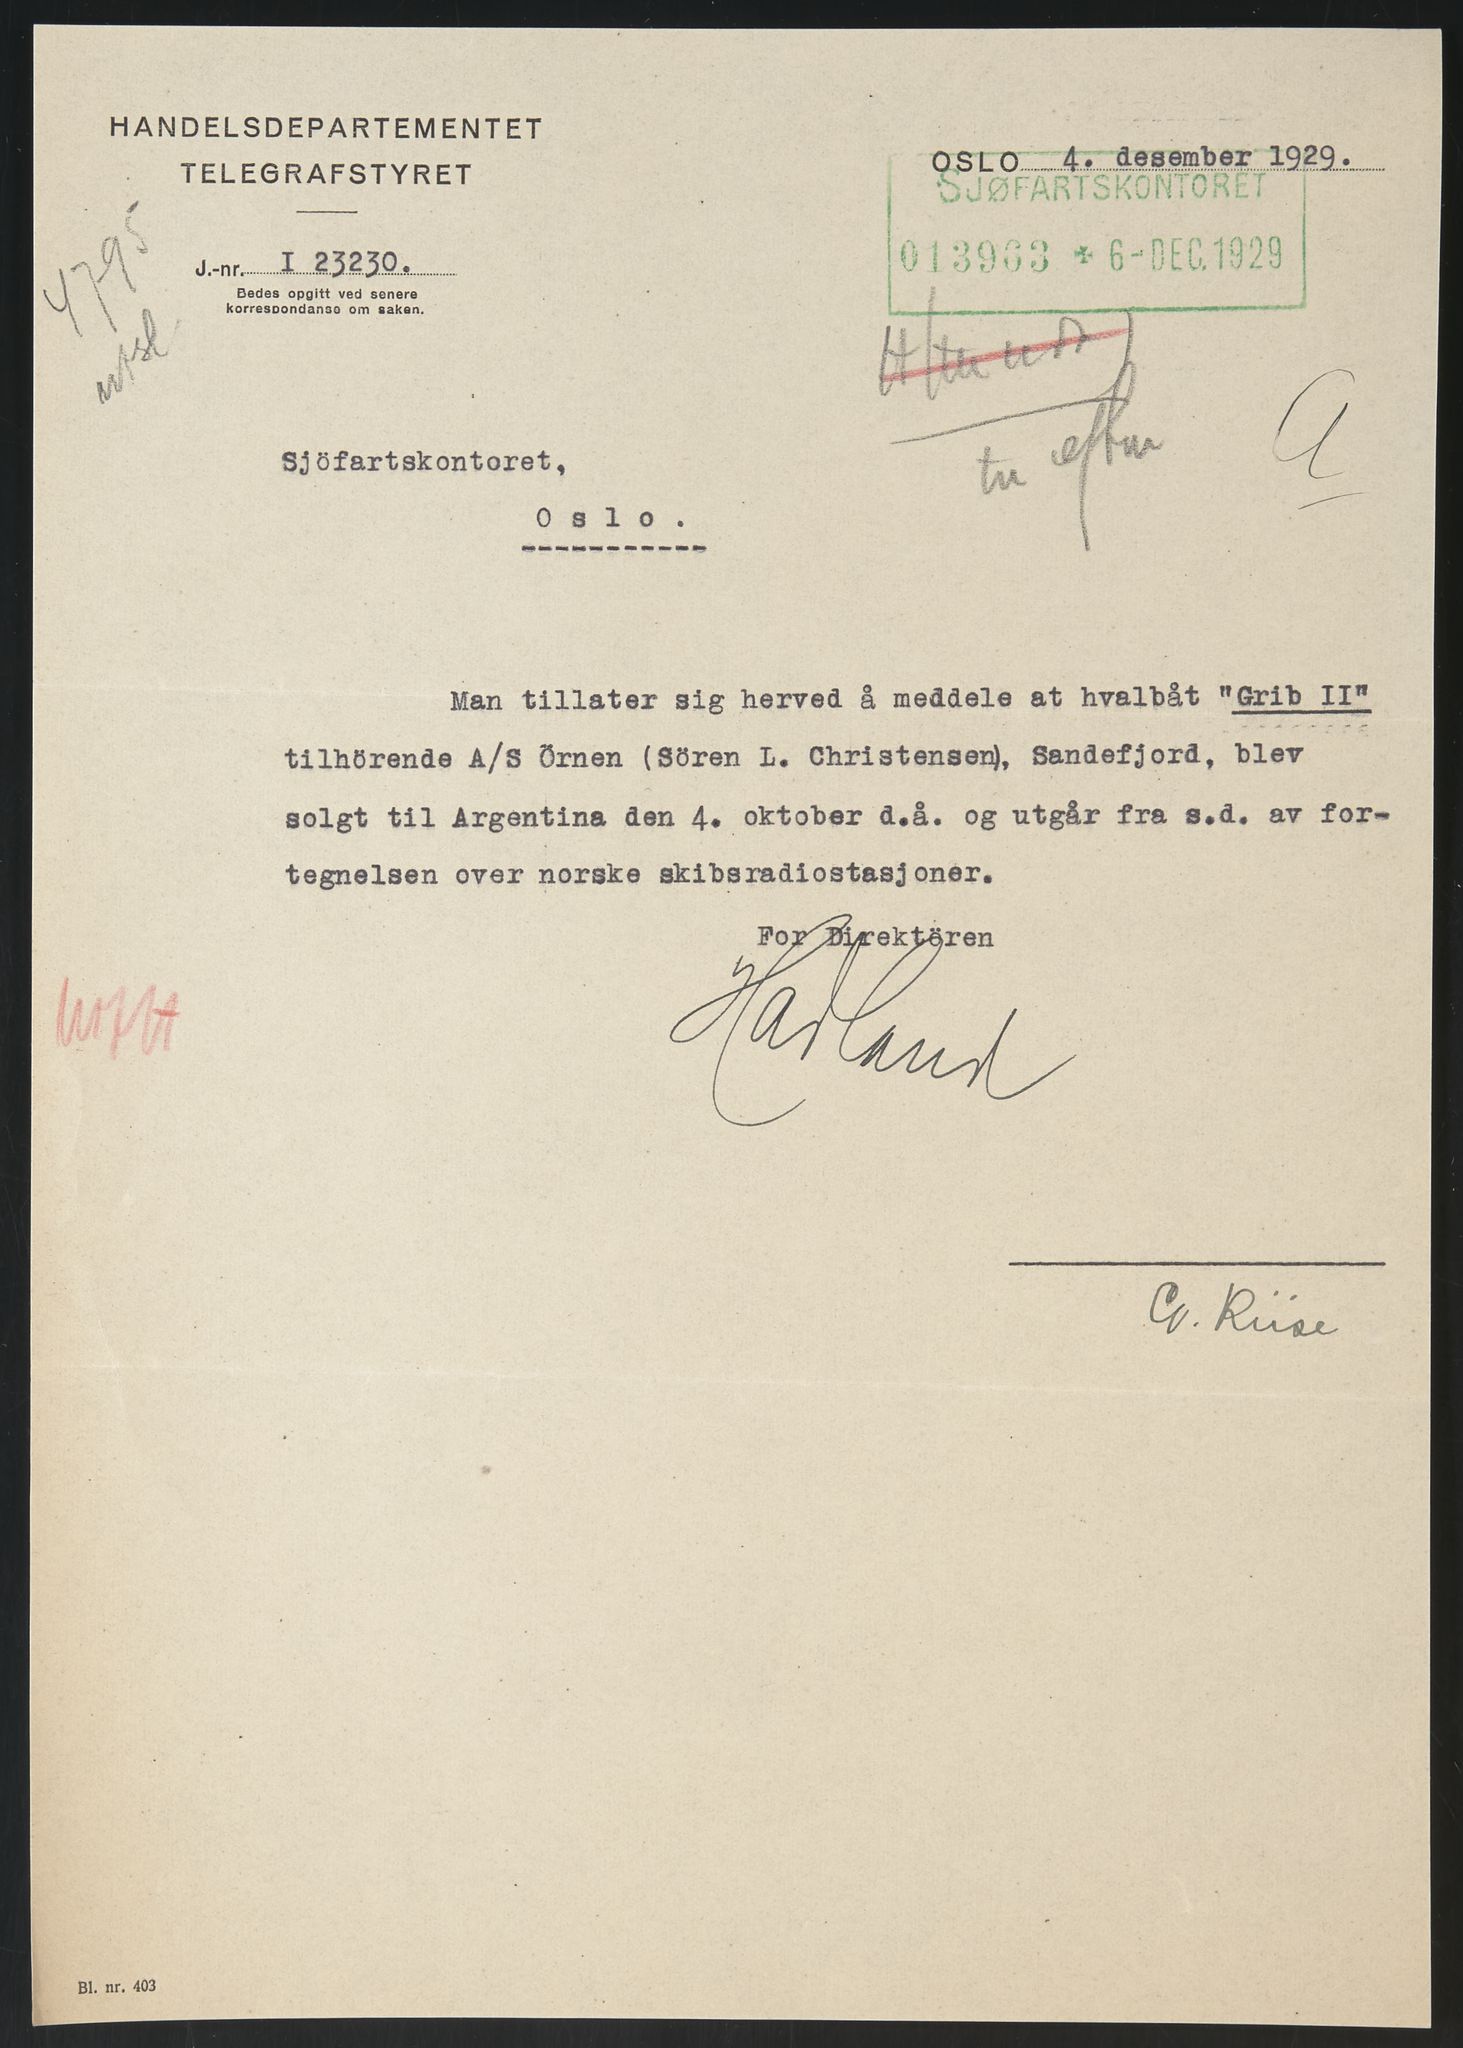 HANDELSDEPARTEMENTET
TELEGRAFSTYRET
J.-nr. I 23230.
Bedes opgitt ved senere
korrespondanse om saken.
4795
OSLO 4. desember 1929.
SJØFARTSKONTORET
013963 * 6-DEC. 1929
a
Sjöfartskontoret,
Oslo.
Man tillater sig herved å meddele at hvalbåt "Grib II"
tilhörende A/S Örnen (Sören L. Christensen), Sandefjord, blev
solgt til Argentina den 4. oktober d.å. og utgår fra s.d. av for-
tegnelsen over norske skibsradiostasjoner.
For Direktören
Hadland
G. Riise
Bl. nr. 403